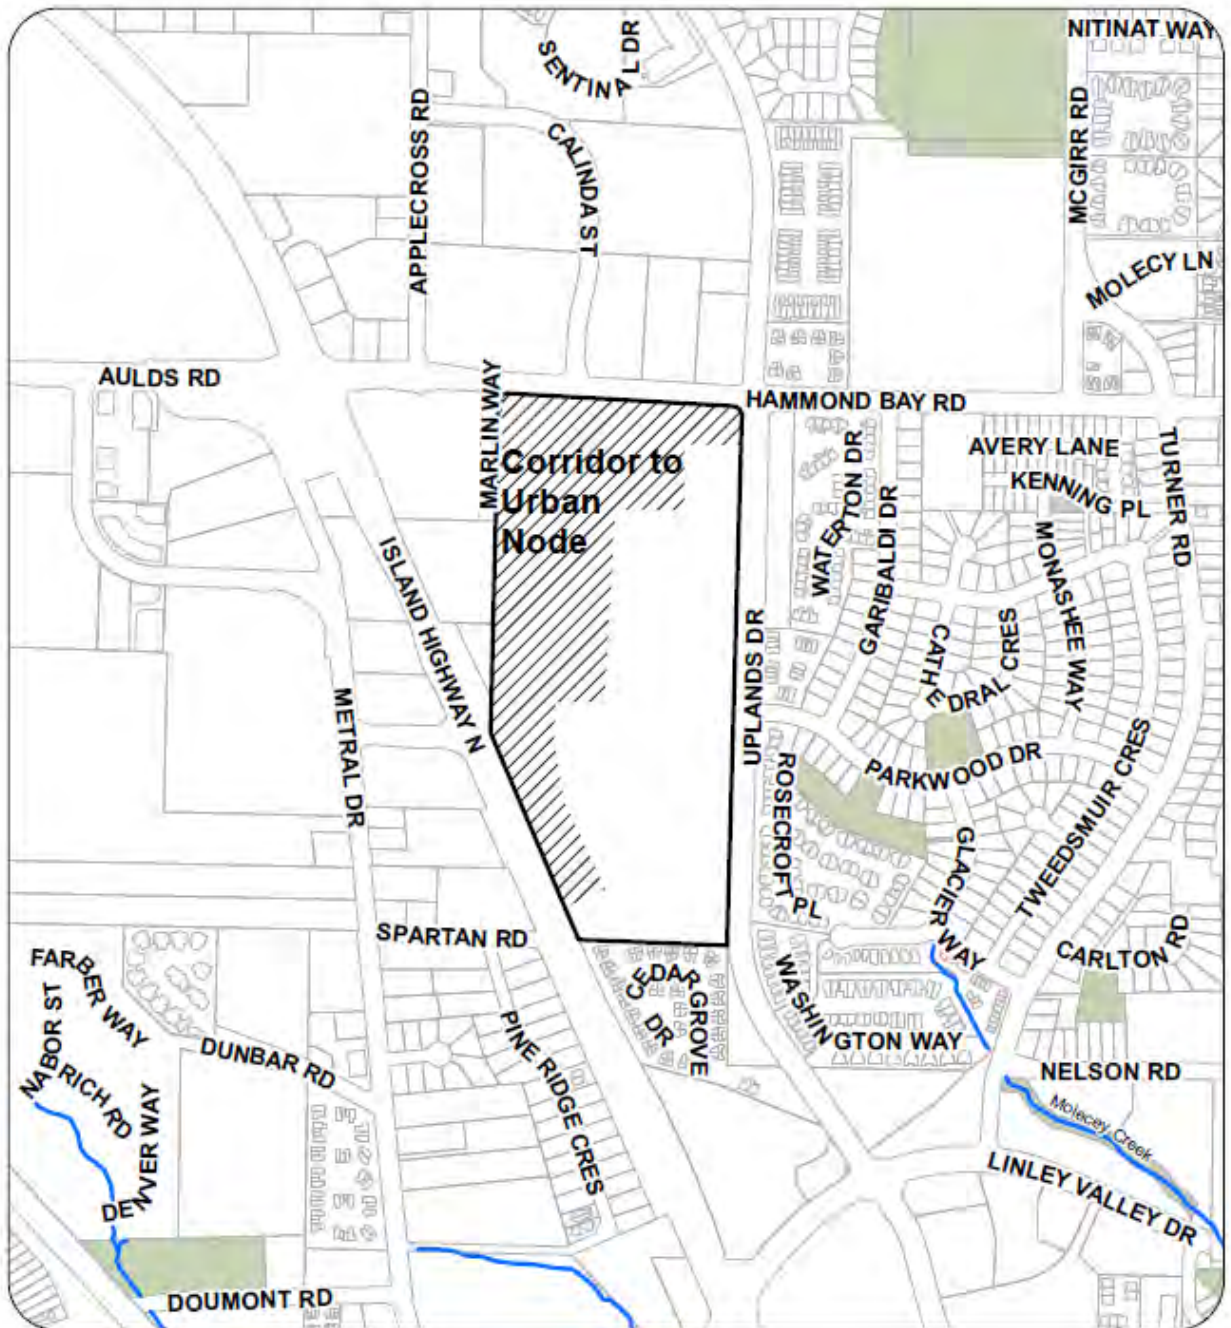 NITINAT WAY
SENTINAL DR
APPLECROSS RD
CALINDA ST
MCGIRR RD
MOLECY LN
AULDS RD
MARLIN WAY
HAMMOND BAY RD
Corridor to
Urban
Node
AVERY LANE
KENNING PL
TURNER RD
WATERTON DR
GARIBALDI DR
MONASHEE WAY
ISLAND HIGHWAY N
CATHEDRAL CRES
UPLANDS DR
METRAL DR
PARKWOOD DR
ROSECROFT PL
GLACIER WAY
TWEEDSMUIR CRES
SPARTAN RD
CARLTON RD
FARBER WAY
NABOR ST
CEDAR GROVE DR
WASHINGTON WAY
DUNBAR RD
PINE RIDGE CRES
RICH RD
NELSON RD
Molecey Creek
DENVER WAY
LINLEY VALLEY DR
DOUMONT RD